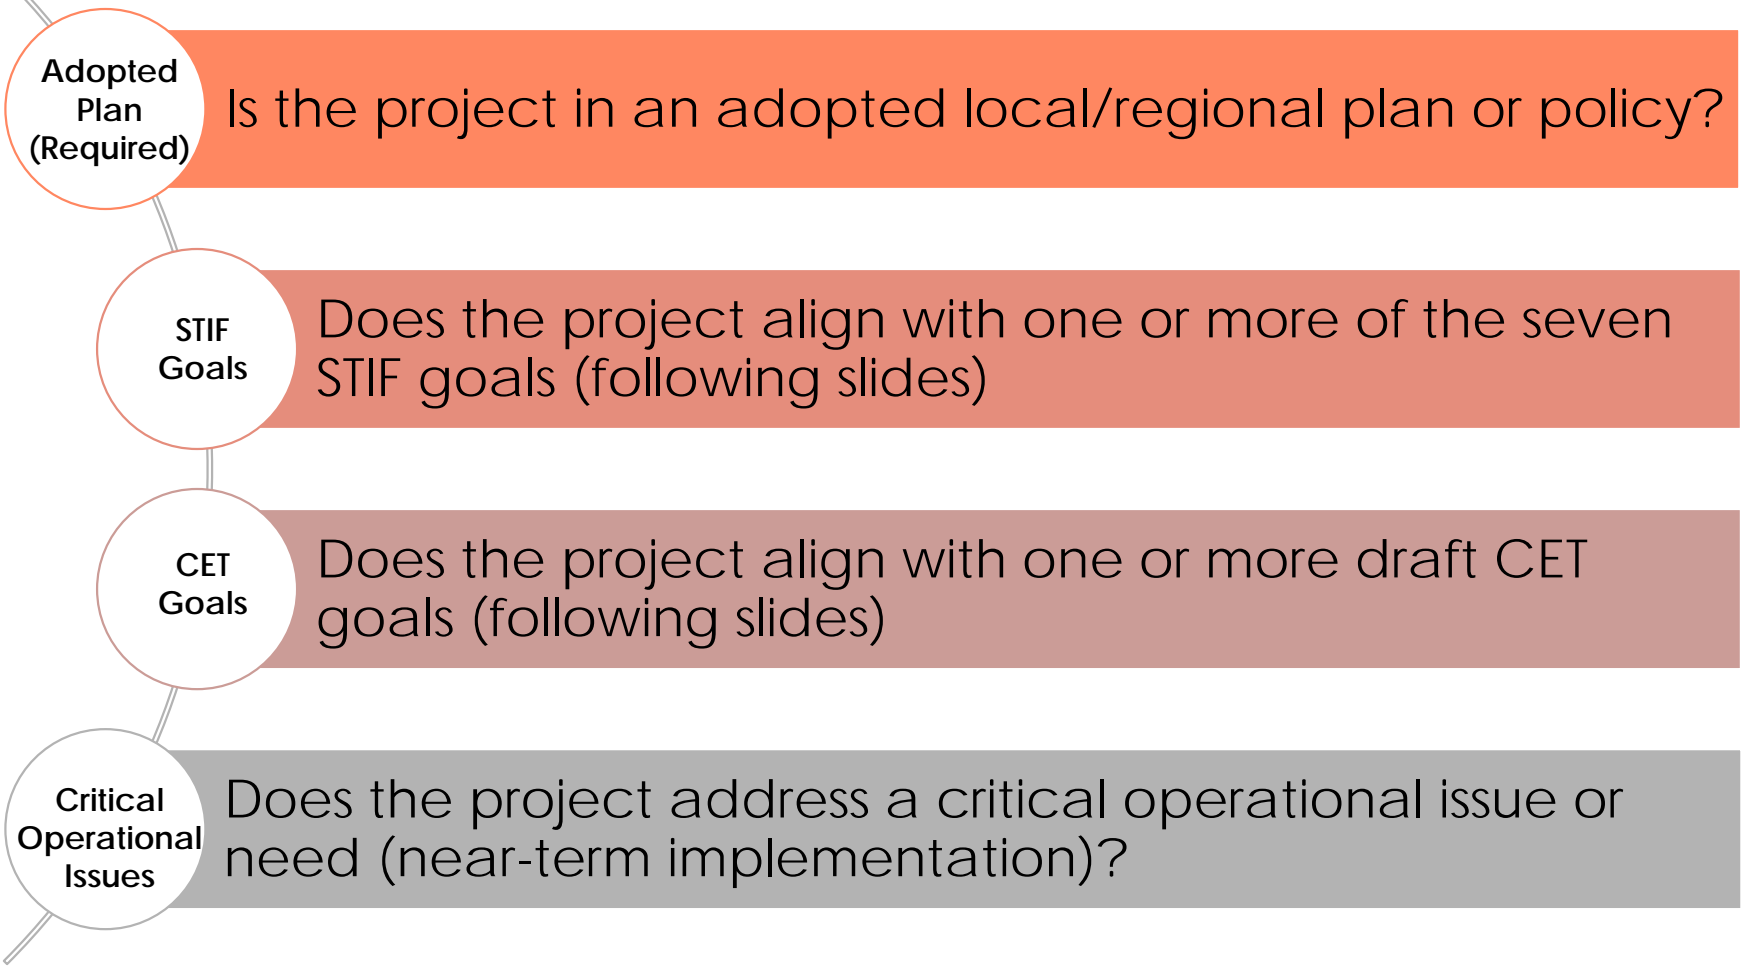 Adopted
Plan
(Required)
Is the project in an adopted local/regional plan or policy?
STIF
Goals
Does the project align with one or more of the seven
STIF goals (following slides)
CET
Goals
Does the project align with one or more draft CET
goals (following slides)
Critical
Operational
Issues
Does the project address a critical operational issue or
need (near-term implementation)?